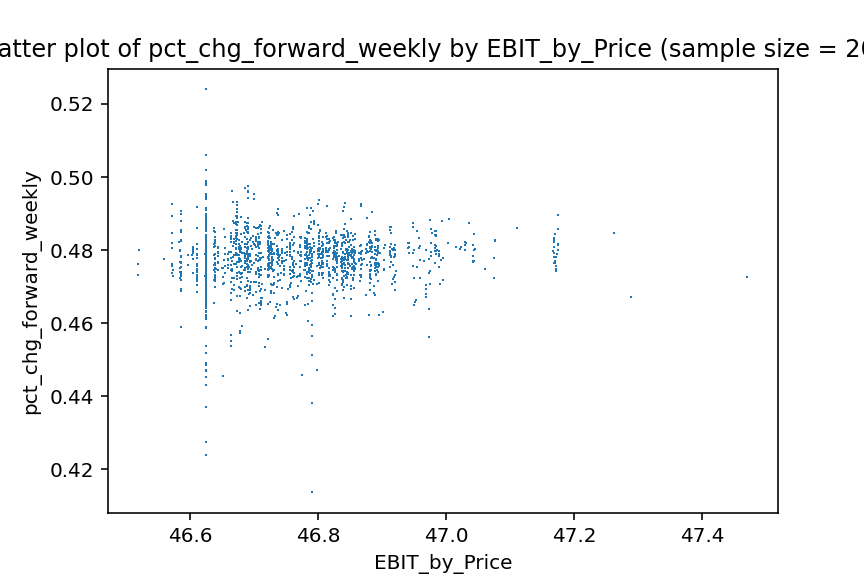 atter plot of pct_chg_forward_weekly by EBIT_by_Price (sample size = 20
0.52
0.50
0.48
0.46
0.44
0.42
pct_chg_forward_weekly
46.6 46.8 47.0 47.2 47.4
EBIT_by_Price